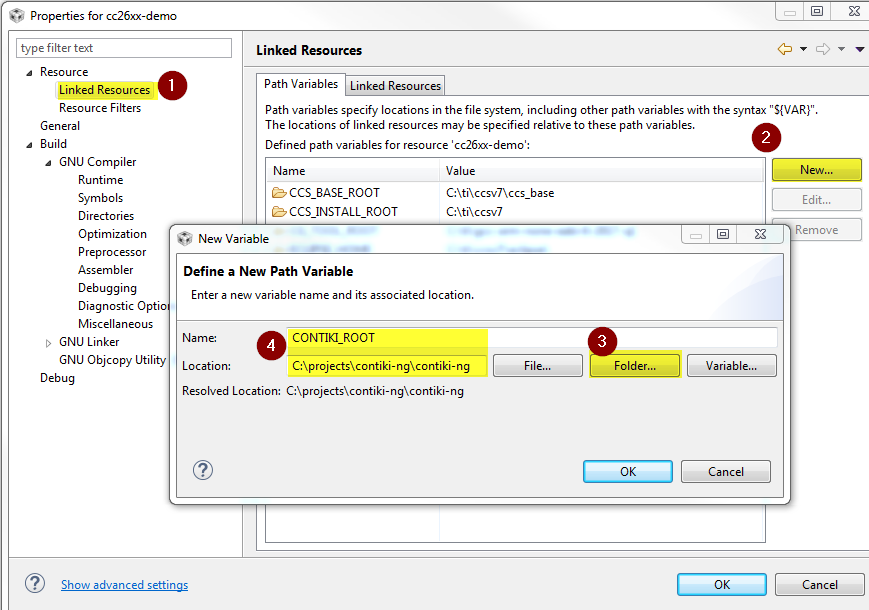 Properties for cc26xx-demo
type filter text
Resource
Linked Resources
1
Resource Filters
General
Build
GNU Compiler
Runtime
Symbols
Directories
Optimization
Preprocessor
Assembler
Debugging
Diagnostic Option
Miscellaneous
GNU Linker
GNU Objcopy Utility
Debug
Linked Resources
Path Variables
Linked Resources
Path variables specify locations in the file system, including other path variables with the syntax "${VAR}".
The locations of linked resources may be specified relative to these path variables.
2
Defined path variables for resource 'cc26xx-demo':
Name Value
New...
CCS_BASE_ROOT C:\ti\ccsv7\ccs_base
Edit...
CCS_INSTALL_ROOT C:\ti\ccsv7
Remove
New Variable
Define a New Path Variable
Enter a new variable name and its associated location.
Name: CONTIKI_ROOT
4
3
Location: C:\projects\contiki-ng\contiki-ng File... Folder... Variable...
Resolved Location: C:\projects\contiki-ng\contiki-ng
? OK Cancel
? Show advanced settings OK Cancel